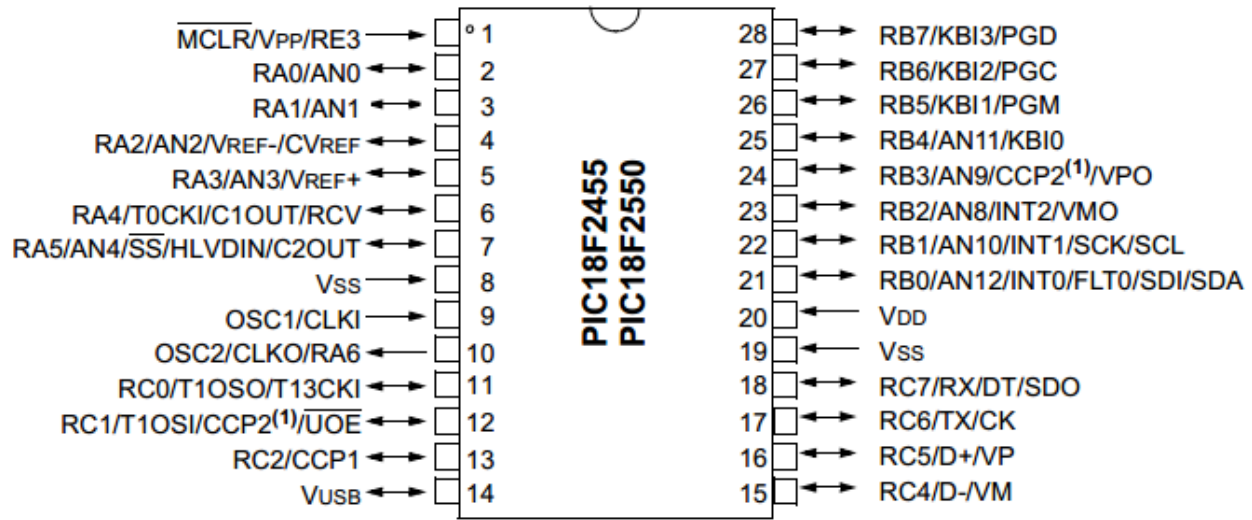 MCLR/VPP/RE3
RA0/AN0
RA1/AN1
RA2/AN2/VREF-/CVREF
RA3/AN3/VREF+
RA4/T0CKI/C1OUT/RCV
RA5/AN4/SS/HLVDIN/C2OUT
VSS
OSC1/CLKI
OSC2/CLKO/RA6
RC0/T1OSO/T13CKI
RC1/T1OSI/CCP2(1)/UOE
RC2/CCP1
VUSB
1
2
3
4
5
6
7
8
9
10
11
12
13
14
PIC18F2455
PIC18F2550
28
27
26
25
24
23
22
21
20
19
18
17
16
15
RB7/KBI3/PGD
RB6/KBI2/PGC
RB5/KBI1/PGM
RB4/AN11/KBI0
RB3/AN9/CCP2(1)/VPO
RB2/AN8/INT2/VMO
RB1/AN10/INT1/SCK/SCL
RB0/AN12/INT0/FLT0/SDI/SDA
VDD
VSS
RC7/RX/DT/SDO
RC6/TX/CK
RC5/D+/VP
RC4/D-/VM